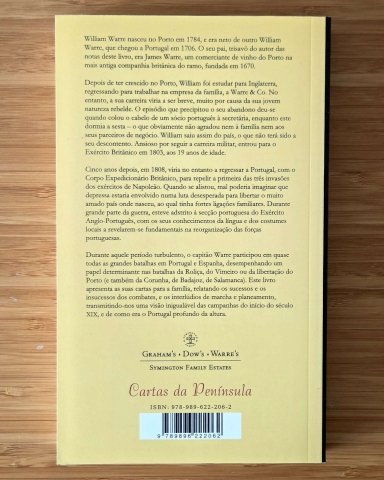 William Warre nasceu no Porto em 1784, e era neto de outro William
Warre, que chegou a Portugal em 1706. O seu pai, trisavô do autor das
notas deste livro, era James Warre, um comerciante de vinho do Porto na
mais antiga companhia britânica do ramo, fundada em 1670.
Depois de ter crescido no Porto, William foi estudar para Inglaterra,
regressando para trabalhar na empresa da família, a Warre & Co. No
entanto, a sua carreira viria a ser breve, muito por causa da sua jovem
natureza rebelde. O episódio que precipitou o seu abandono deu-se
quando colou o cabelo de um sócio português à secretária, enquanto este
dormia a sesta – o que obviamente não agradou nem à família nem aos
seus parceiros de negócio. William saiu assim do país, o que não terá sido a
seu descontento. Ansioso por seguir a carreira militar, entrou para o
Exército Britânico em 1803, aos 19 anos de idade.
Cinco anos depois, em 1808, viria no entanto a regressar a Portugal, com o
Corpo Expedicionário Britânico, para repelir a primeira das três invasões
dos exércitos de Napoleão. Quando se alistou, mal poderia imaginar que
depressa estaria envolvido numa luta desesperada para libertar o muito
amado país onde nasceu, ao qual tinha fortes ligações familiares. Durante
grande parte da guerra, esteve adstrito à secção portuguesa do Exército
Anglo-Português, com os seus conhecimentos da língua e dos costumes
locais a revelarem-se fundamentais na reorganização das forças
portuguesas.
Durante aquele período turbulento, o capitão Warre participou em quase
todas as grandes batalhas em Portugal e Espanha, desempenhando um
papel determinante nas batalhas da Roliça, do Vimeiro ou da libertação do
Porto (e também da Corunha, de Badajoz, de Salamanca). Este livro
apresenta as suas cartas para a família, relatando os sucessos e os
insucessos dos combates, e os interlúdios de marcha e planeamento,
transmitindo-nos uma visão inigualável das campanhas do início do século
XIX, e de como era o Portugal profundo da altura.
GRAHAM'S • DOW'S • WARRE'S
SYMINGTON FAMILY ESTATES
Cartas da Península
ISBN: 978-989-622-206-2
9 789896 222062